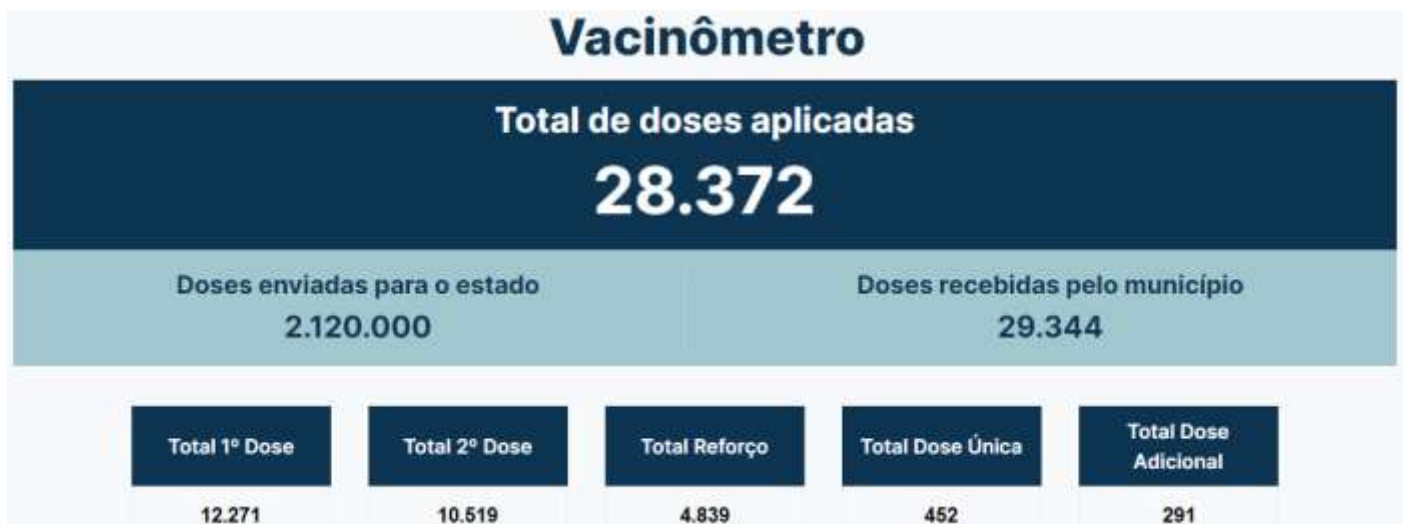 Vacinômetro
Total de doses aplicadas
28.372
Doses enviadas para o estado
2.120.000
Doses recebidas pelo município
29.344
Total 1º Dose
12.271
Total 2º Dose
10.519
Total Reforço
4.839
Total Dose Única
452
Total Dose
Adicional
291